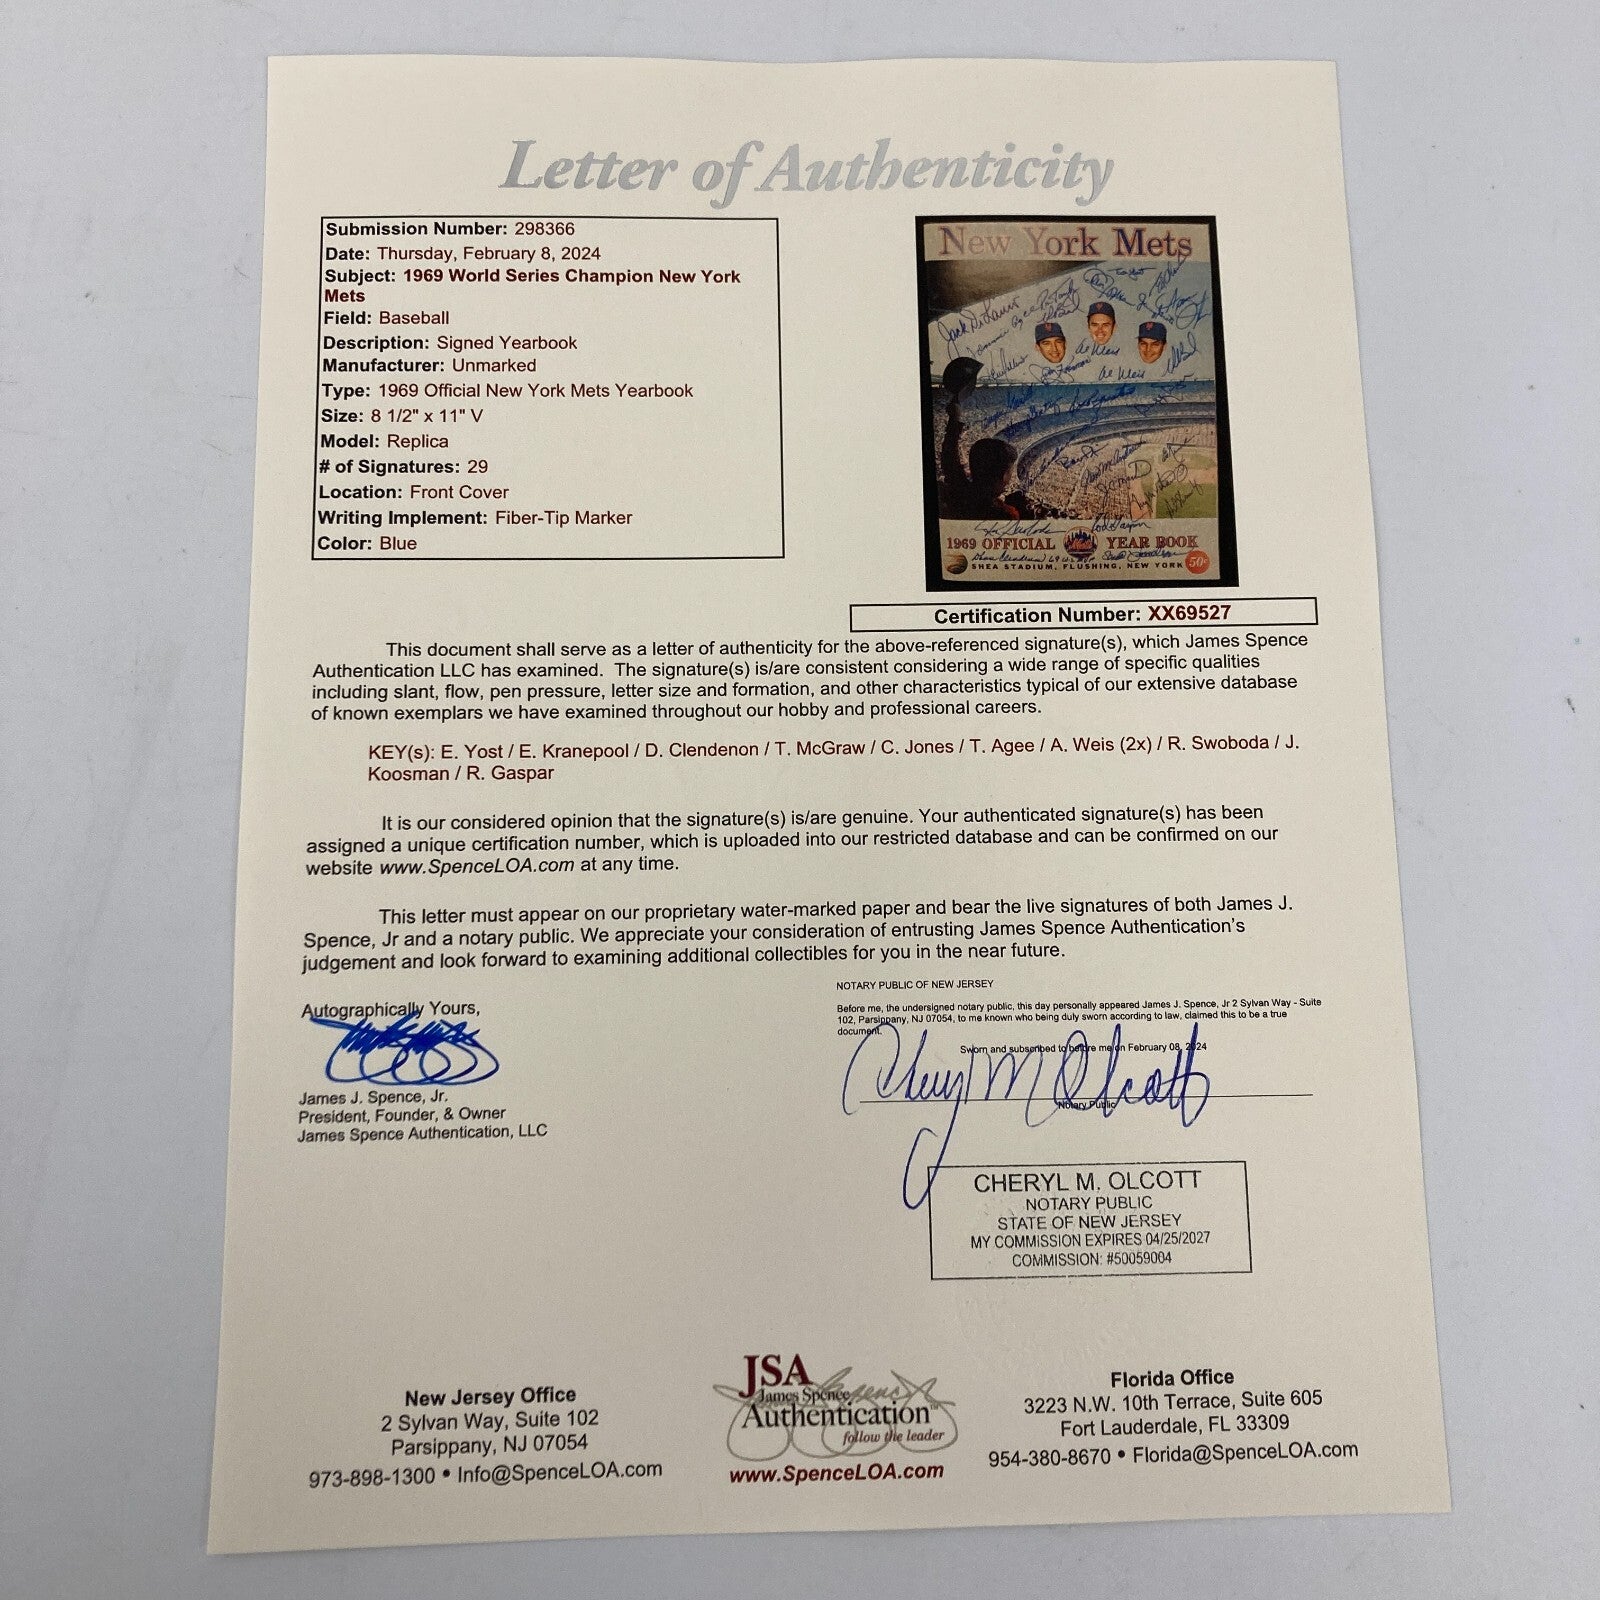 Letter of Authenticity
Submission Number: 298366
Date: Thursday, February 8, 2024
Subject: 1969 World Series Champion New York
Mets
Field: Baseball
Description: Signed Yearbook
Manufacturer: Unmarked
Type: 1969 Official New York Mets Yearbook
Size: 8 1/2" x 11" V
Model: Replica
# of Signatures: 29
Location: Front Cover
Writing Implement: Fiber-Tip Marker
Color: Blue
New York Mets
Jack DiLauro
Al Weis
Al Weis
Rod Gaspar
1969 OFFICIAL Mets YEAR BOOK
SHEA STADIUM, FLUSHING, NEW YORK 50¢
Certification Number: XX69527
This document shall serve as a letter of authenticity for the above-referenced signature(s), which James Spence
Authentication LLC has examined. The signature(s) is/are consistent considering a wide range of specific qualities
including slant, flow, pen pressure, letter size and formation, and other characteristics typical of our extensive database
of known exemplars we have examined throughout our hobby and professional careers.
KEY(s): E. Yost / E. Kranepool / D. Clendenon / T. McGraw / C. Jones / T. Agee / A. Weis (2x) / R. Swoboda / J.
Koosman / R. Gaspar
It is our considered opinion that the signature(s) is/are genuine. Your authenticated signature(s) has been
assigned a unique certification number, which is uploaded into our restricted database and can be confirmed on our
website www.SpenceLOA.com at any time.
This letter must appear on our proprietary water-marked paper and bear the live signatures of both James J.
Spence, Jr and a notary public. We appreciate your consideration of entrusting James Spence Authentication's
judgement and look forward to examining additional collectibles for you in the near future.
Autographically Yours,
James J. Spence, Jr.
President, Founder, & Owner
James Spence Authentication, LLC
NOTARY PUBLIC OF NEW JERSEY
Before me, the undersigned notary public, this day personally appeared James J. Spence, Jr 2 Sylvan Way - Suite
102, Parsippany, NJ 07054, to me known who being duly sworn according to law, claimed this to be a true
document.
Sworn and subscribed to before me on February 08, 2024
Cheryl M Olcott
Notary Public
CHERYL M. OLCOTT
NOTARY PUBLIC
STATE OF NEW JERSEY
MY COMMISSION EXPIRES 04/25/2027
COMMISSION: #50059004
New Jersey Office
2 Sylvan Way, Suite 102
Parsippany, NJ 07054
973-898-1300 • Info@SpenceLOA.com
JSA
James Spence
Authentication™
follow the leader
www.SpenceLOA.com
Florida Office
3223 N.W. 10th Terrace, Suite 605
Fort Lauderdale, FL 33309
954-380-8670 • Florida@SpenceLOA.com